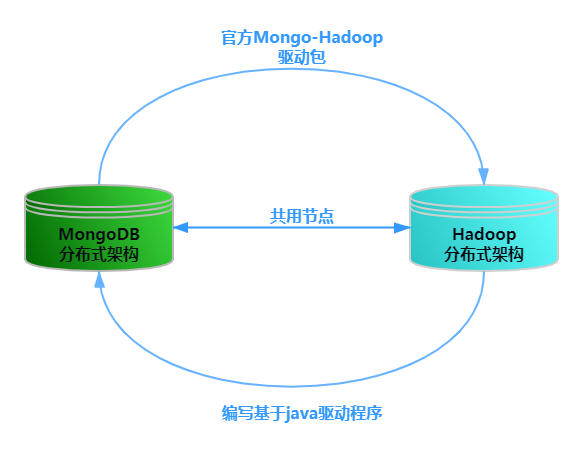 官方Mongo-Hadoop
驱动包
共用节点
MongoDB
分布式架构
Hadoop
分布式架构
编写基于java驱动程序